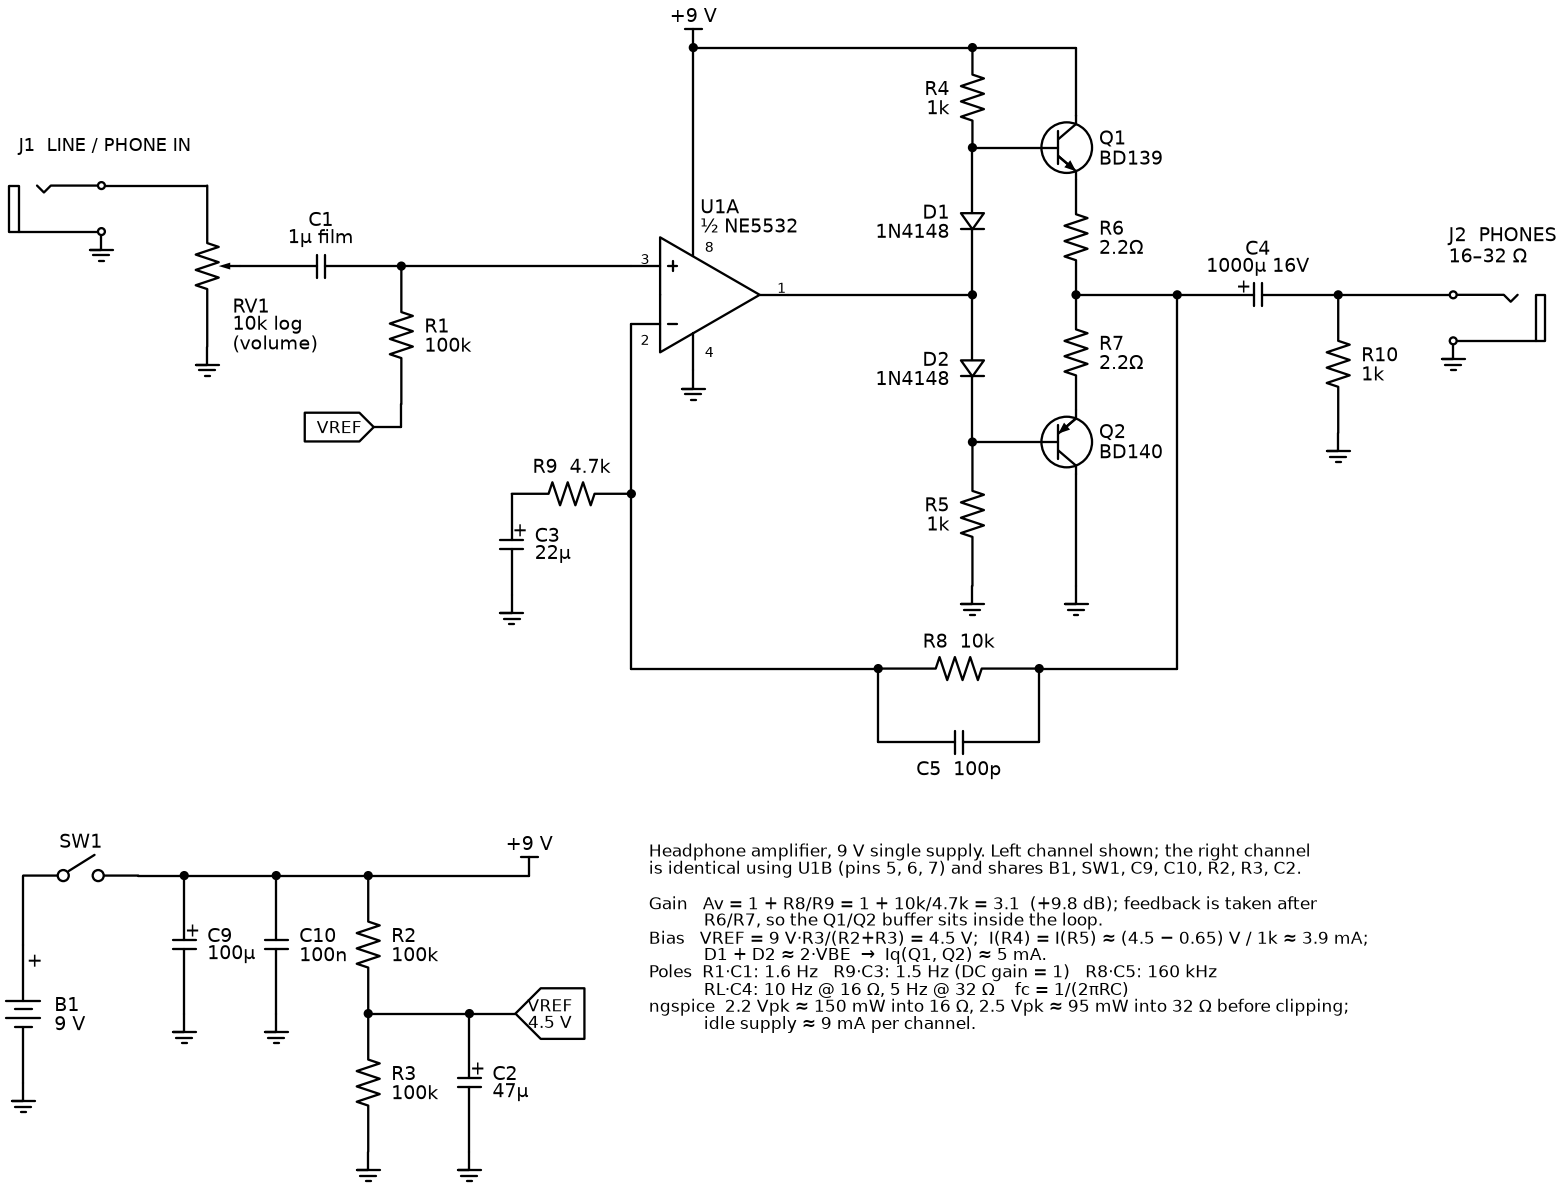 +9 V
R4
1k
Q1
BD139
J1  LINE / PHONE IN
C1
1µ film
U1A
½ NE5532
8
3
+
D1
1N4148
R6
2.2Ω
J2  PHONES
16–32 Ω
C4
1000µ 16V
+
1
RV1
10k log
(volume)
R1
100k
−
2
4
D2
1N4148
R7
2.2Ω
R10
1k
VREF
Q2
BD140
R9  4.7k
+
C3
22µ
R5
1k
R8  10k
C5  100p
SW1
+9 V
+
C9
100µ
C10
100n
R2
100k
+
B1
9 V
VREF
4.5 V
R3
100k
+
C2
47µ
Headphone amplifier, 9 V single supply. Left channel shown; the right channel
is identical using U1B (pins 5, 6, 7) and shares B1, SW1, C9, C10, R2, R3, C2.
Gain   Av = 1 + R8/R9 = 1 + 10k/4.7k = 3.1  (+9.8 dB); feedback is taken after
R6/R7, so the Q1/Q2 buffer sits inside the loop.
Bias   VREF = 9 V·R3/(R2+R3) = 4.5 V;  I(R4) = I(R5) ≈ (4.5 − 0.65) V / 1k ≈ 3.9 mA;
D1 + D2 ≈ 2·VBE  →  Iq(Q1, Q2) ≈ 5 mA.
Poles  R1·C1: 1.6 Hz   R9·C3: 1.5 Hz (DC gain = 1)   R8·C5: 160 kHz
RL·C4: 10 Hz @ 16 Ω, 5 Hz @ 32 Ω    fc = 1/(2πRC)
ngspice  2.2 Vpk ≈ 150 mW into 16 Ω, 2.5 Vpk ≈ 95 mW into 32 Ω before clipping;
idle supply ≈ 9 mA per channel.